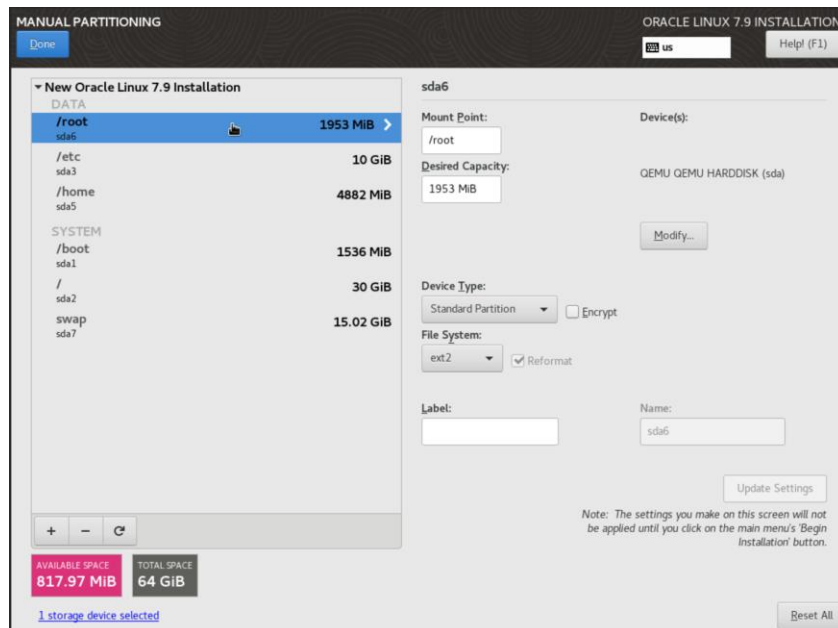 MANUAL PARTITIONING
ORACLE LINUX 7.9 INSTALLATION
Done
us
Help! (F1)
New Oracle Linux 7.9 Installation
DATA
/root
1953 MiB
sda6
/etc
10 GiB
sda3
/home
4882 MiB
sda5
SYSTEM
/boot
1536 MiB
sda1
/
30 GiB
sda2
swap
15.02 GiB
sda7
+ −
AVAILABLE SPACE
817.97 MiB
TOTAL SPACE
64 GiB
1 storage device selected
sda6
Mount Point:
/root
Device(s):
Desired Capacity:
1953 MiB
QEMU QEMU HARDDISK (sda)
Modify...
Device Type:
Standard Partition
Encrypt
File System:
ext2
Reformat
Label:
Name:
sda6
Update Settings
Note: The settings you make on this screen will not
be applied until you click on the main menu's 'Begin
Installation' button.
Reset All